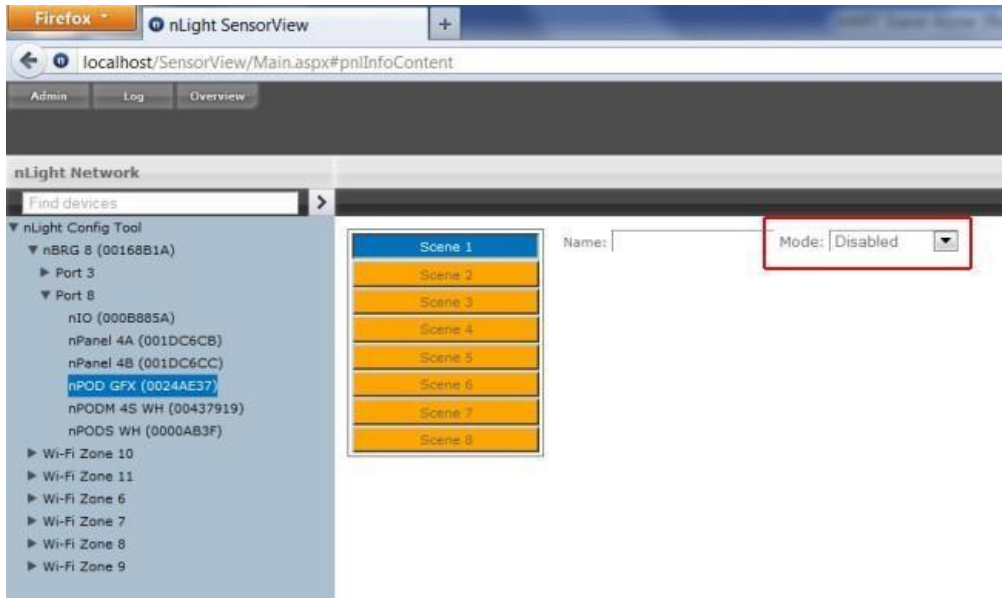 Firefox
nLight SensorView
+
localhost/SensorView/Main.aspx#pnlInfoContent
Admin Log Overview
nLight Network
Find devices
nLight Config Tool
nBRG 8 (00168B1A)
Port 3
Port 8
nIO (000B885A)
nPanel 4A (001DC6CB)
nPanel 4B (001DC6CC)
nPOD GFX (0024AE37)
nPODM 4S WH (00437919)
nPODS WH (0000AB3F)
Wi-Fi Zone 10
Wi-Fi Zone 11
Wi-Fi Zone 6
Wi-Fi Zone 7
Wi-Fi Zone 8
Wi-Fi Zone 9
Scene 1
Scene 2
Scene 3
Scene 4
Scene 5
Scene 6
Scene 7
Scene 8
Name:
Mode: Disabled